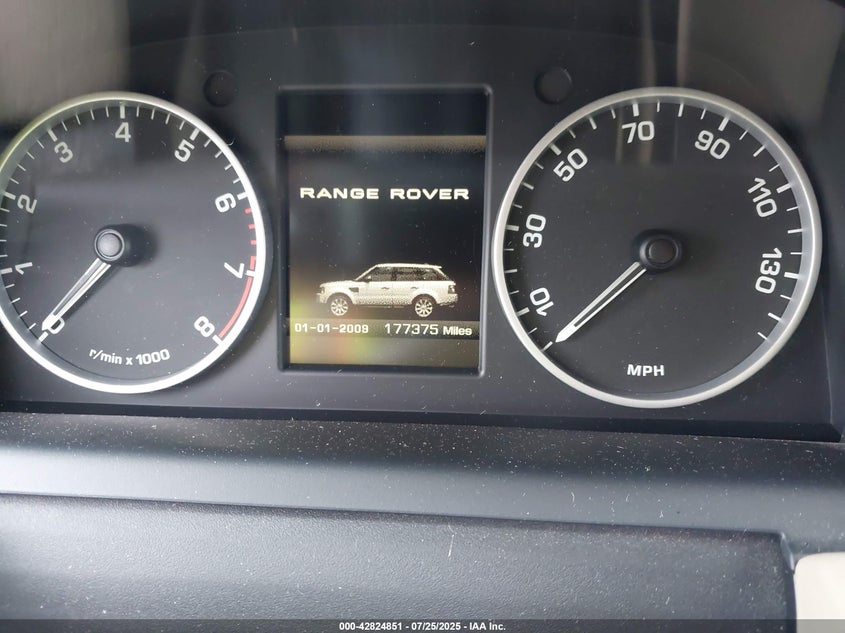 0 1 2 3 4 5 6 7 8
r/min x 1000
RANGE ROVER
01-01-2009 177375 Miles
10 30 50 70 90 110 130
MPH
000-42824851 - 07/25/2025 - IAA Inc.